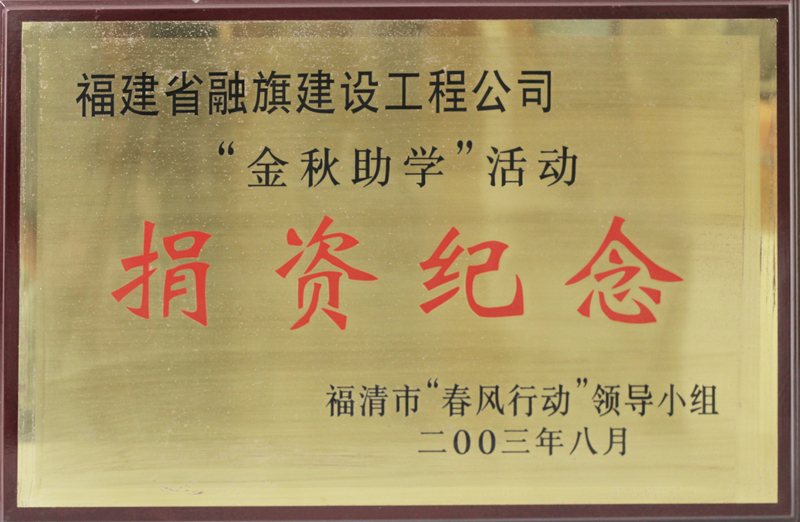 福建省融旗建设工程公司
“金秋助学”活动
捐资纪念
福清市“春风行动”领导小组
二00三年八月